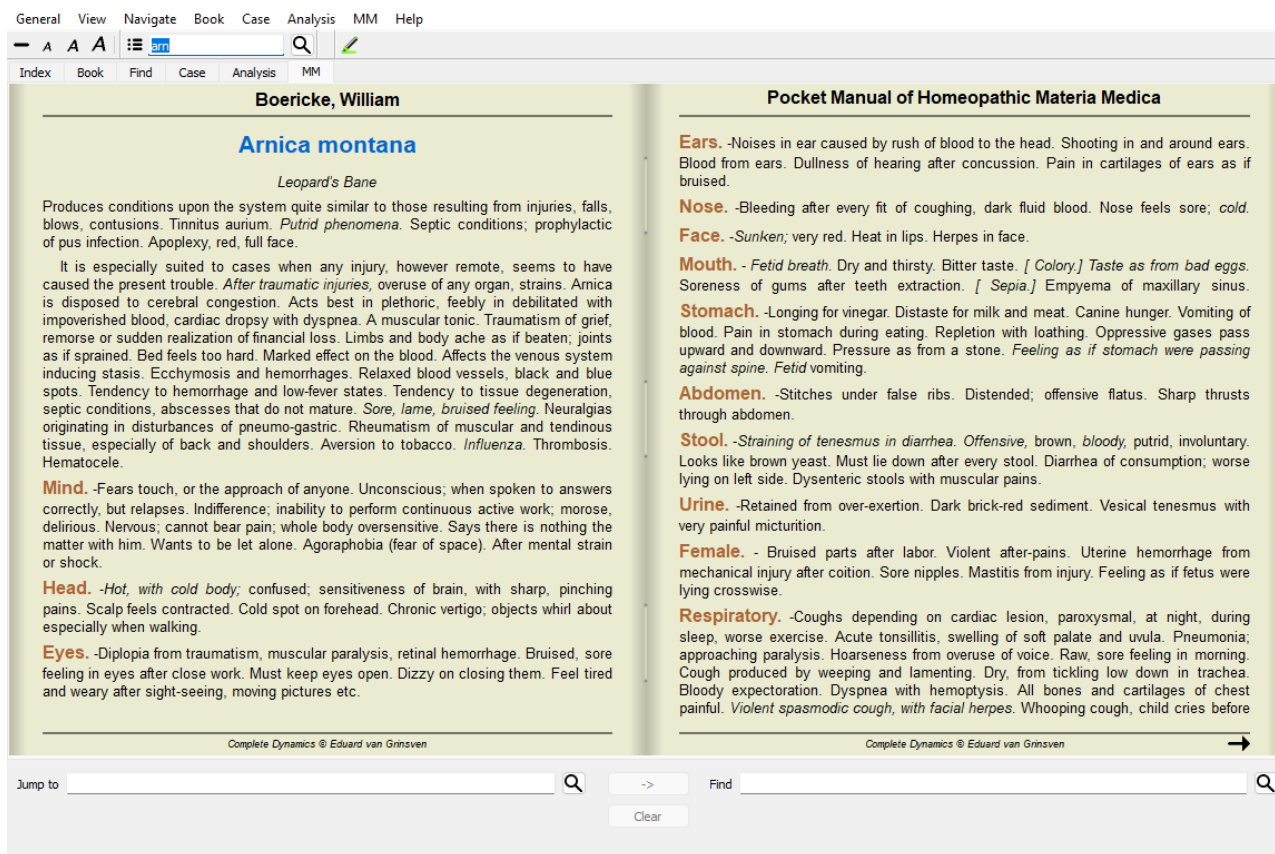 General View Navigate Book Case Analysis MM Help
A A A arn
Index Book Find Case Analysis MM
Boericke, William
Arnica montana
Leopard's Bane
Produces conditions upon the system quite similar to those resulting from injuries, falls,
blows, contusions. Tinnitus aurium. Putrid phenomena. Septic conditions; prophylactic
of pus infection. Apoplexy, red, full face.
It is especially suited to cases when any injury, however remote, seems to have
caused the present trouble. After traumatic injuries, overuse of any organ, strains. Arnica
is disposed to cerebral congestion. Acts best in plethoric, feebly in debilitated with
impoverished blood, cardiac dropsy with dyspnea. A muscular tonic. Traumatism of grief,
remorse or sudden realization of financial loss. Limbs and body ache as if beaten; joints
as if sprained. Bed feels too hard. Marked effect on the blood. Affects the venous system
inducing stasis. Ecchymosis and hemorrhages. Relaxed blood vessels, black and blue
spots. Tendency to hemorrhage and low-fever states. Tendency to tissue degeneration,
septic conditions, abscesses that do not mature. Sore, lame, bruised feeling. Neuralgias
originating in disturbances of pneumo-gastric. Rheumatism of muscular and tendinous
tissue, especially of back and shoulders. Aversion to tobacco. Influenza. Thrombosis.
Hematocele.
Mind. -Fears touch, or the approach of anyone. Unconscious; when spoken to answers
correctly, but relapses. Indifference; inability to perform continuous active work; morose,
delirious. Nervous; cannot bear pain; whole body oversensitive. Says there is nothing the
matter with him. Wants to be let alone. Agoraphobia (fear of space). After mental strain
or shock.
Head. -Hot, with cold body; confused; sensitiveness of brain, with sharp, pinching
pains. Scalp feels contracted. Cold spot on forehead. Chronic vertigo; objects whirl about
especially when walking.
Eyes. -Diplopia from traumatism, muscular paralysis, retinal hemorrhage. Bruised, sore
feeling in eyes after close work. Must keep eyes open. Dizzy on closing them. Feel tired
and weary after sight-seeing, moving pictures etc.
Complete Dynamics © Eduard van Grinsven
Pocket Manual of Homeopathic Materia Medica
Ears. -Noises in ear caused by rush of blood to the head. Shooting in and around ears.
Blood from ears. Dullness of hearing after concussion. Pain in cartilages of ears as if
bruised.
Nose. -Bleeding after every fit of coughing, dark fluid blood. Nose feels sore; cold.
Face. -Sunken; very red. Heat in lips. Herpes in face.
Mouth. - Fetid breath. Dry and thirsty. Bitter taste. [ Colory.] Taste as from bad eggs.
Soreness of gums after teeth extraction. [ Sepia.] Empyema of maxillary sinus.
Stomach. -Longing for vinegar. Distaste for milk and meat. Canine hunger. Vomiting of
blood. Pain in stomach during eating. Repletion with loathing. Oppressive gases pass
upward and downward. Pressure as from a stone. Feeling as if stomach were passing
against spine. Fetid vomiting.
Abdomen. -Stitches under false ribs. Distended; offensive flatus. Sharp thrusts
through abdomen.
Stool. -Straining of tenesmus in diarrhea. Offensive, brown, bloody, putrid, involuntary.
Looks like brown yeast. Must lie down after every stool. Diarrhea of consumption; worse
lying on left side. Dysenteric stools with muscular pains.
Urine. -Retained from over-exertion. Dark brick-red sediment. Vesical tenesmus with
very painful micturition.
Female. - Bruised parts after labor. Violent after-pains. Uterine hemorrhage from
mechanical injury after coition. Sore nipples. Mastitis from injury. Feeling as if fetus were
lying crosswise.
Respiratory. -Coughs depending on cardiac lesion, paroxysmal, at night, during
sleep, worse exercise. Acute tonsillitis, swelling of soft palate and uvula. Pneumonia;
approaching paralysis. Hoarseness from overuse of voice. Raw, sore feeling in morning.
Cough produced by weeping and lamenting. Dry, from tickling low down in trachea.
Bloody expectoration. Dyspnea with hemoptysis. All bones and cartilages of chest
painful. Violent spasmodic cough, with facial herpes. Whooping cough, child cries before
Complete Dynamics © Eduard van Grinsven
Jump to -> Find
Clear